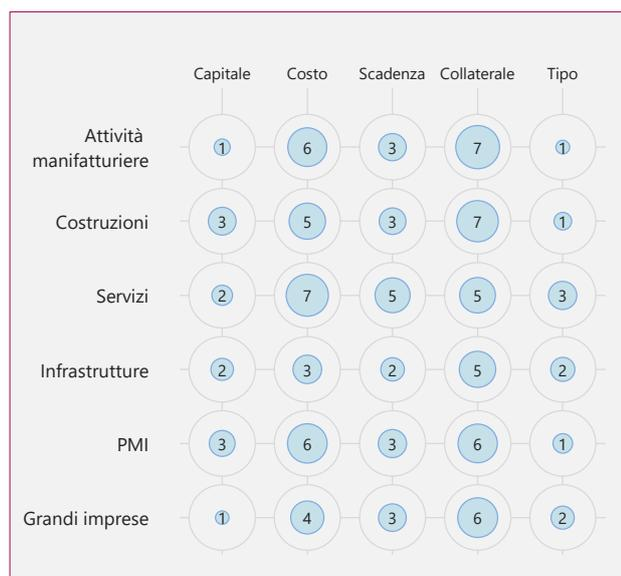 Capitale Costo Scadenza Collaterale Tipo
Attività
manifatturiere
1 6 3 7 1
Costruzioni 3 5 3 7 1
Servizi 2 7 5 5 3
Infrastrutture 2 3 2 5 2
PMI 3 6 3 6 1
Grandi imprese 1 4 3 6 2